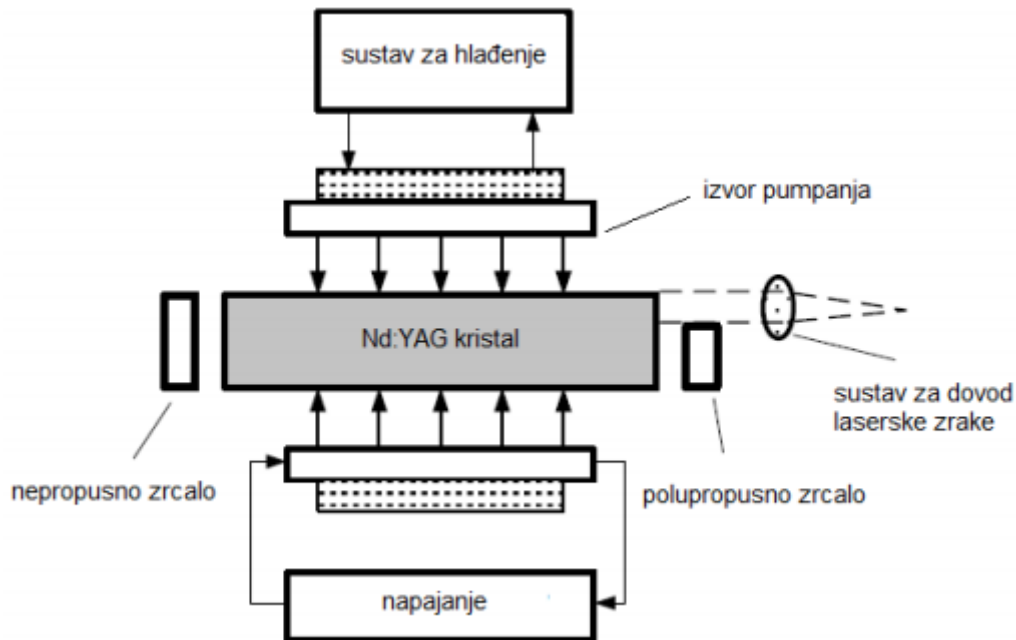 sustav za hlađenje
izvor pumpanja
Nd:YAG kristal
sustav za dovod
laserske zrake
nepropusno zrcalo
polupropusno zrcalo
napajanje